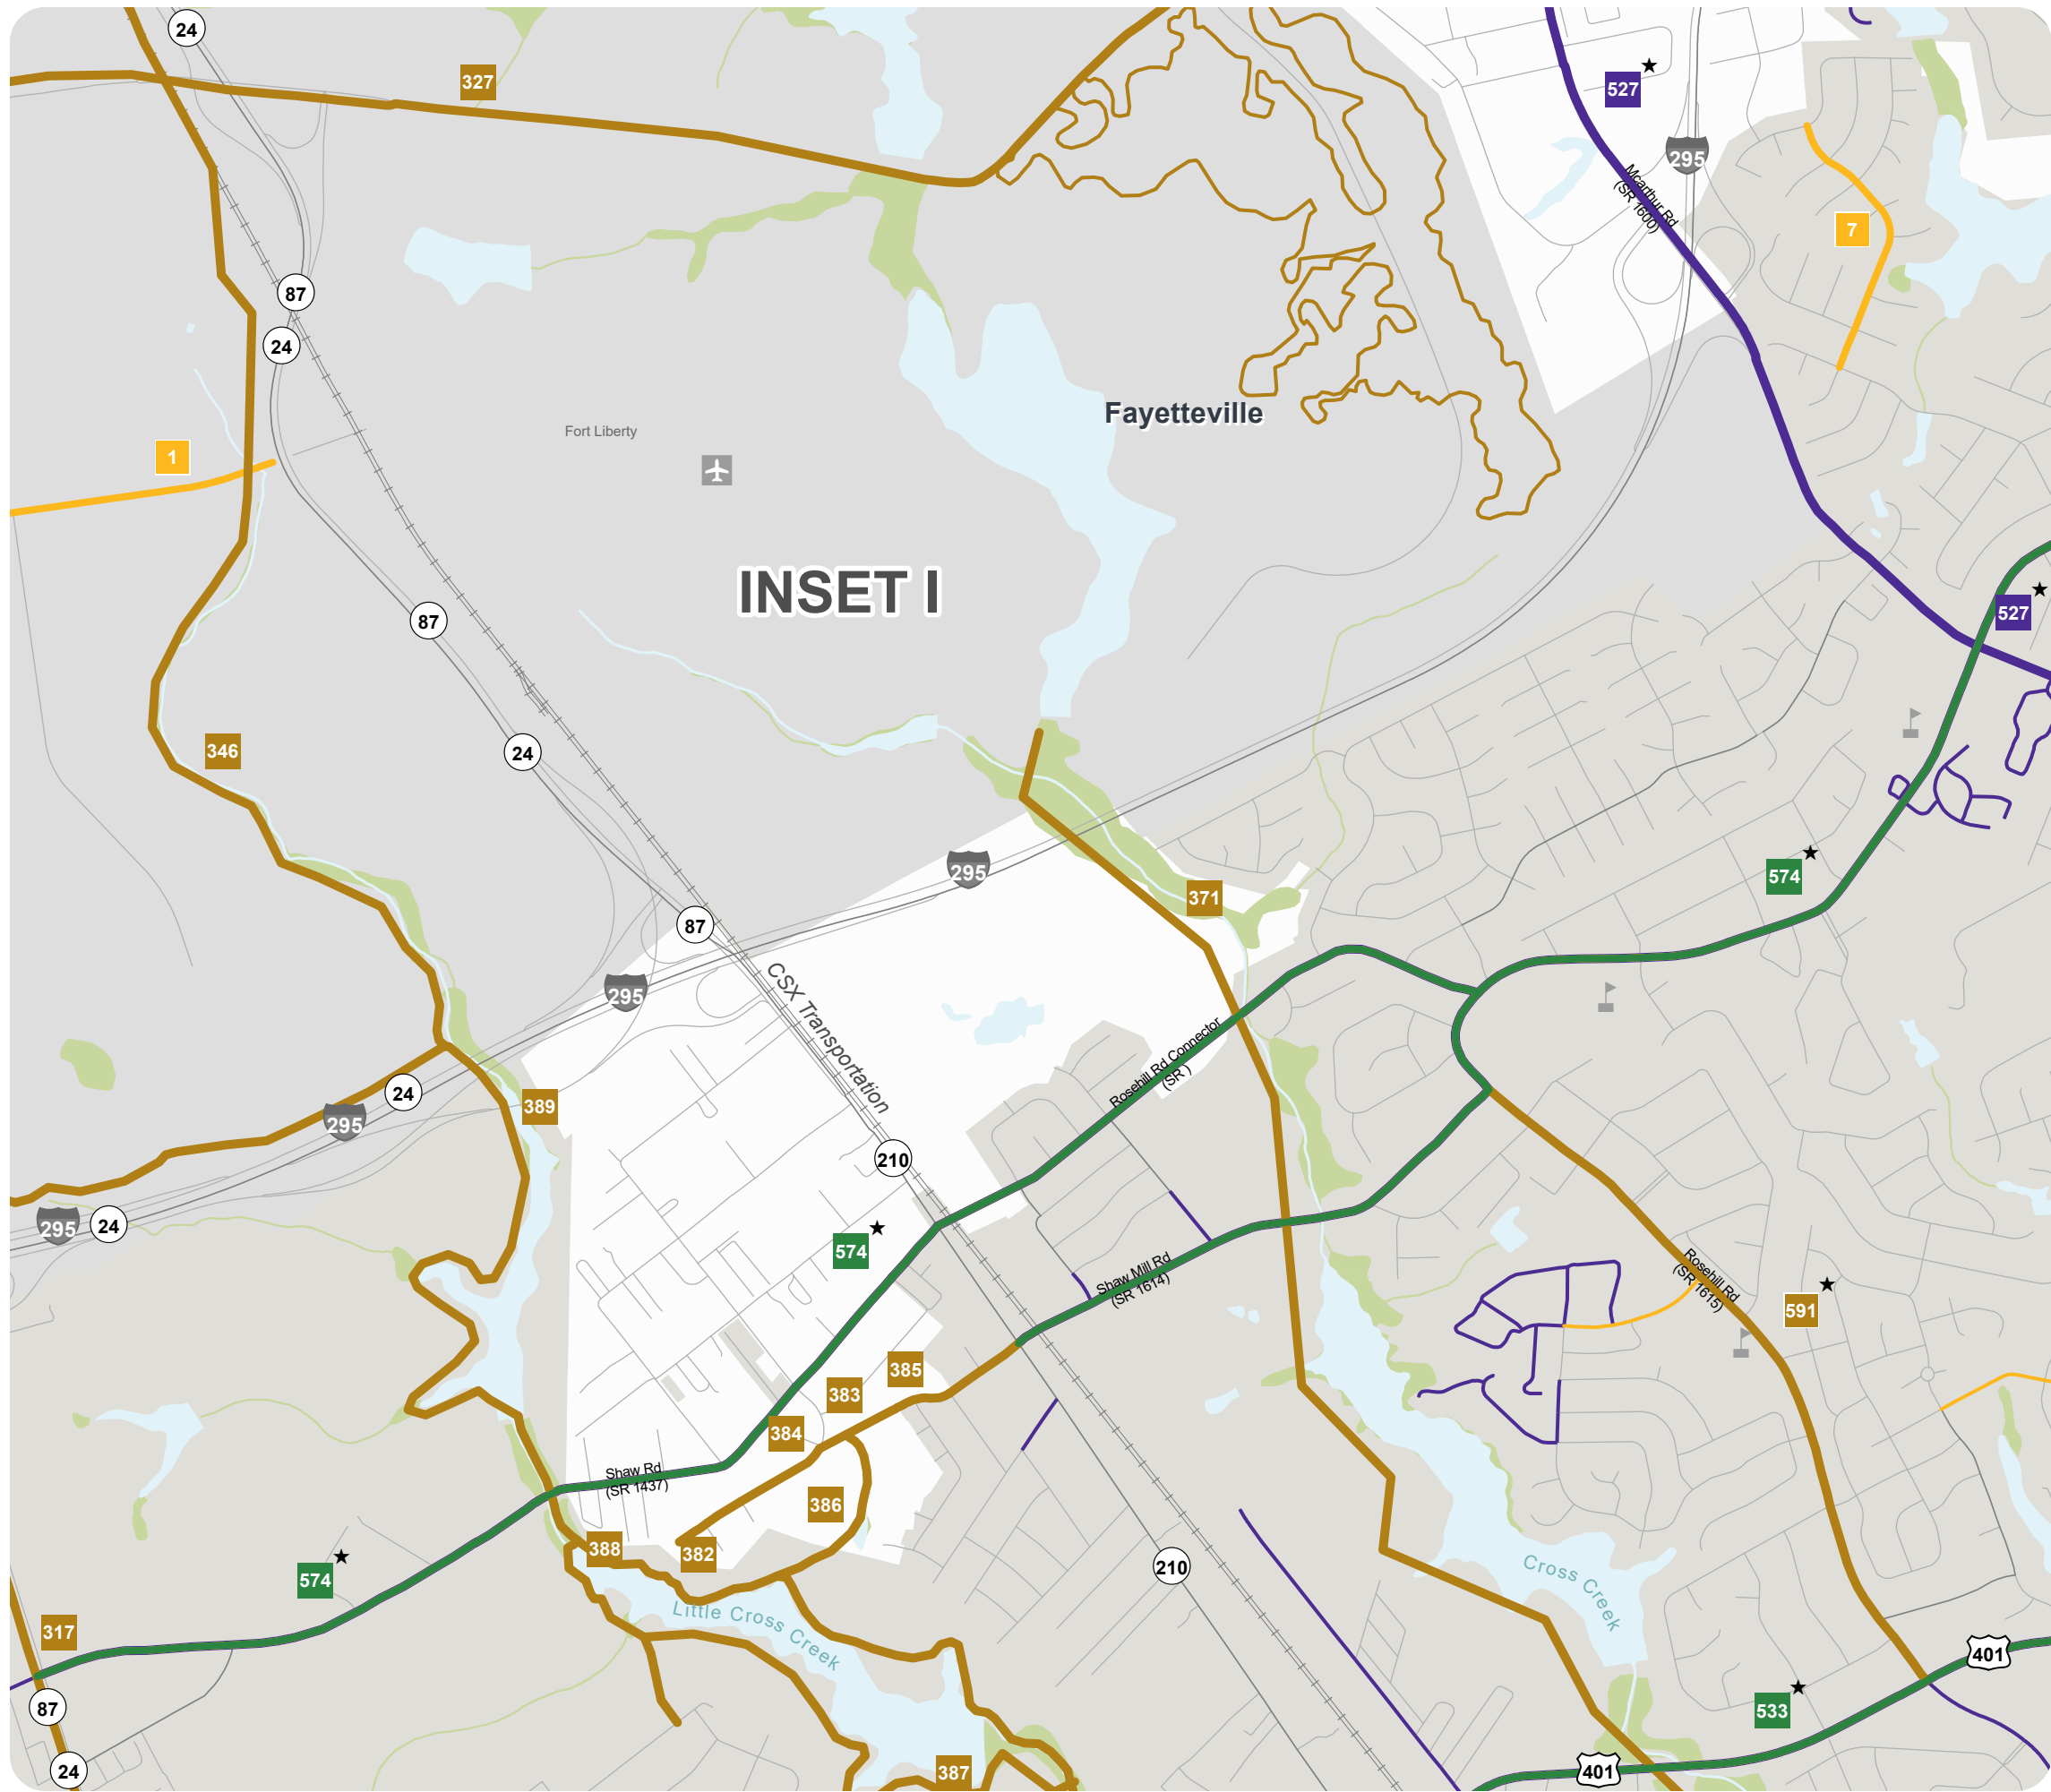 24
327
527
295
Mcarthur Rd
(SR 1600)
7
87
24
Fayetteville
Fort Liberty
1
INSET I
87
527
346
24
295
574
371
87
295
CSX Transportation
Rosehill Rd Connector
(SR )
24
295
389
210
295
24
574
Shaw Mill Rd
(SR 1614)
Rosehill Rd
(SR 1615)
591
385
383
384
Shaw Rd
(SR 1437)
386
388
382
574
210
Cross Creek
Little Cross Creek
317
401
87
533
24
387
401